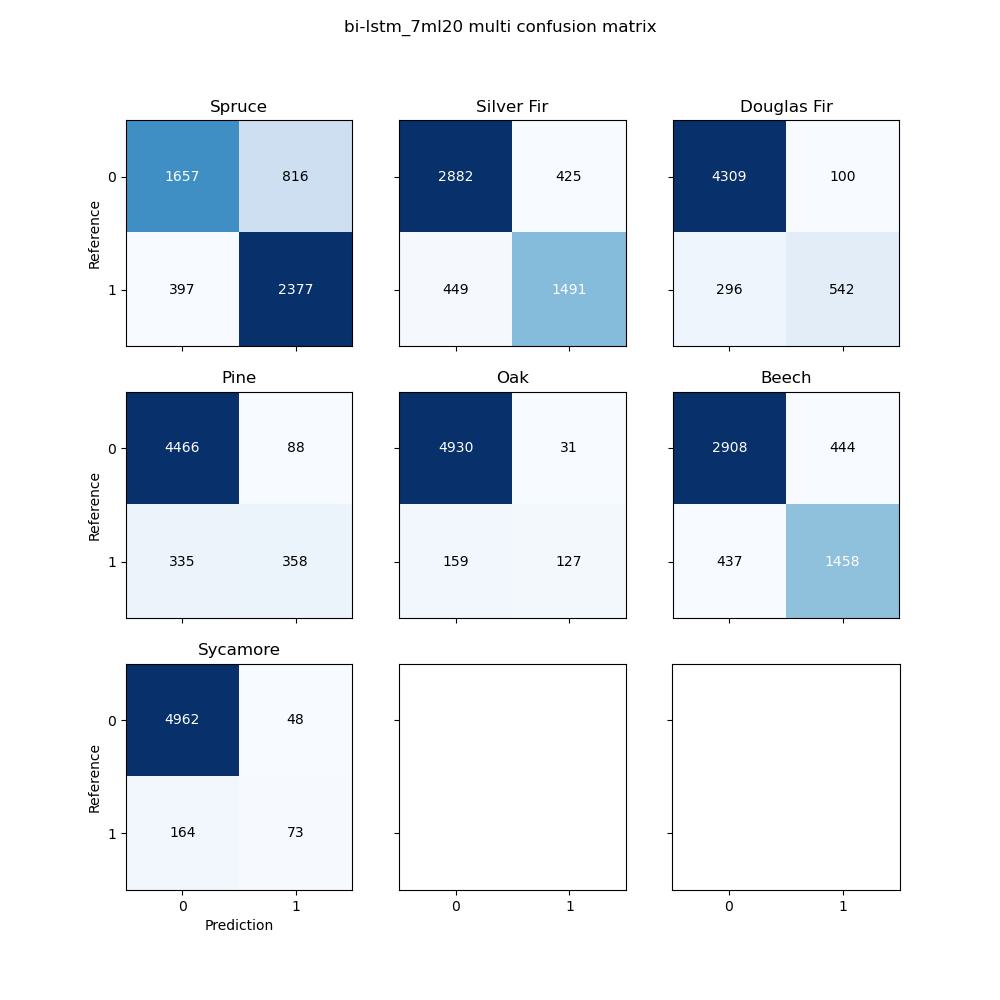 bi-lstm_7ml20 multi confusion matrix
Spruce Silver Fir Douglas Fir
0 1657 816 2882 425 4309 100
Reference
1 397 2377 449 1491 296 542
Pine Oak Beech
0 4466 88 4930 31 2908 444
Reference
1 335 358 159 127 437 1458
Sycamore
0 4962 48
Reference
1 164 73
0 1 0 1 0 1
Prediction